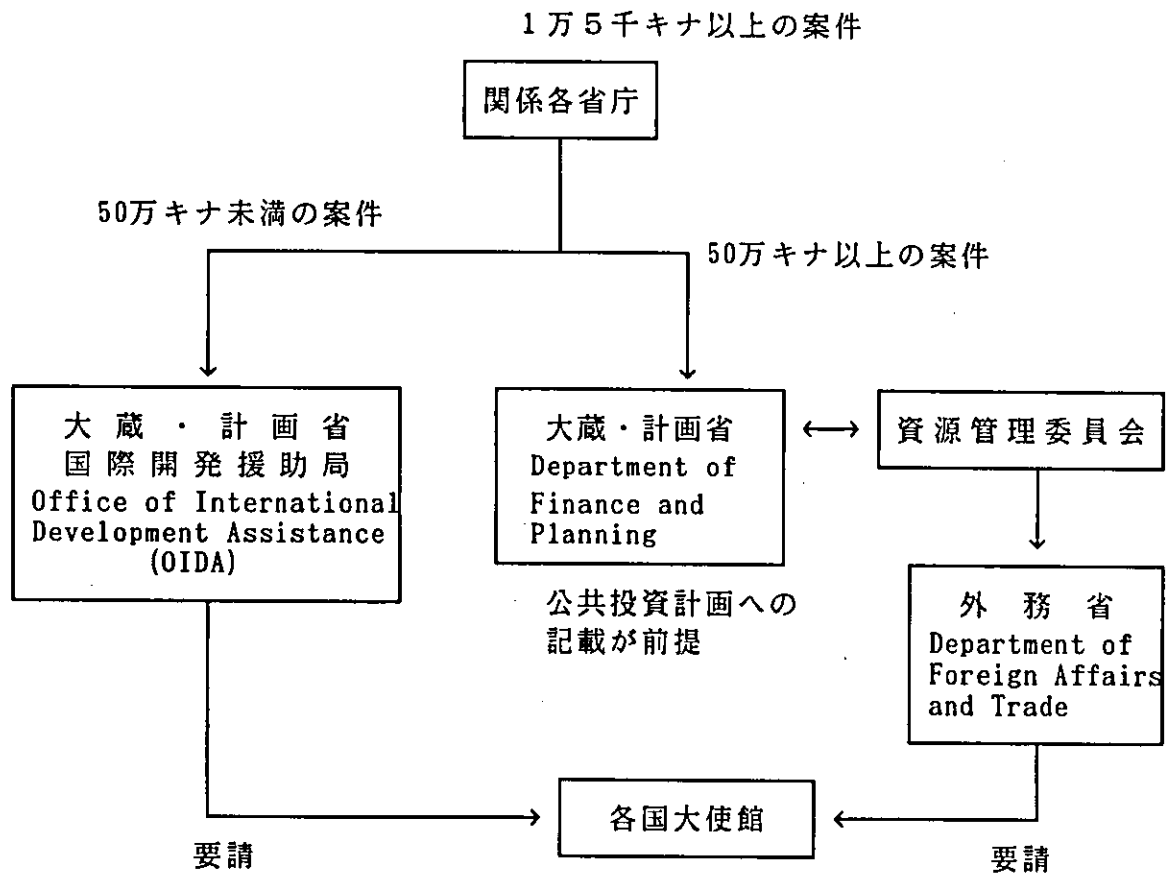 1万5千キナ以上の案件
関係各省庁
50万キナ未満の案件
50万キナ以上の案件
大蔵・計画省
国際開発援助局
Office of International
Development Assistance
(OIDA)
大蔵・計画省
Department of
Finance and
Planning
資源管理委員会
公共投資計画への
記載が前提
外務省
Department of
Foreign Affairs
and Trade
各国大使館
要請
要請